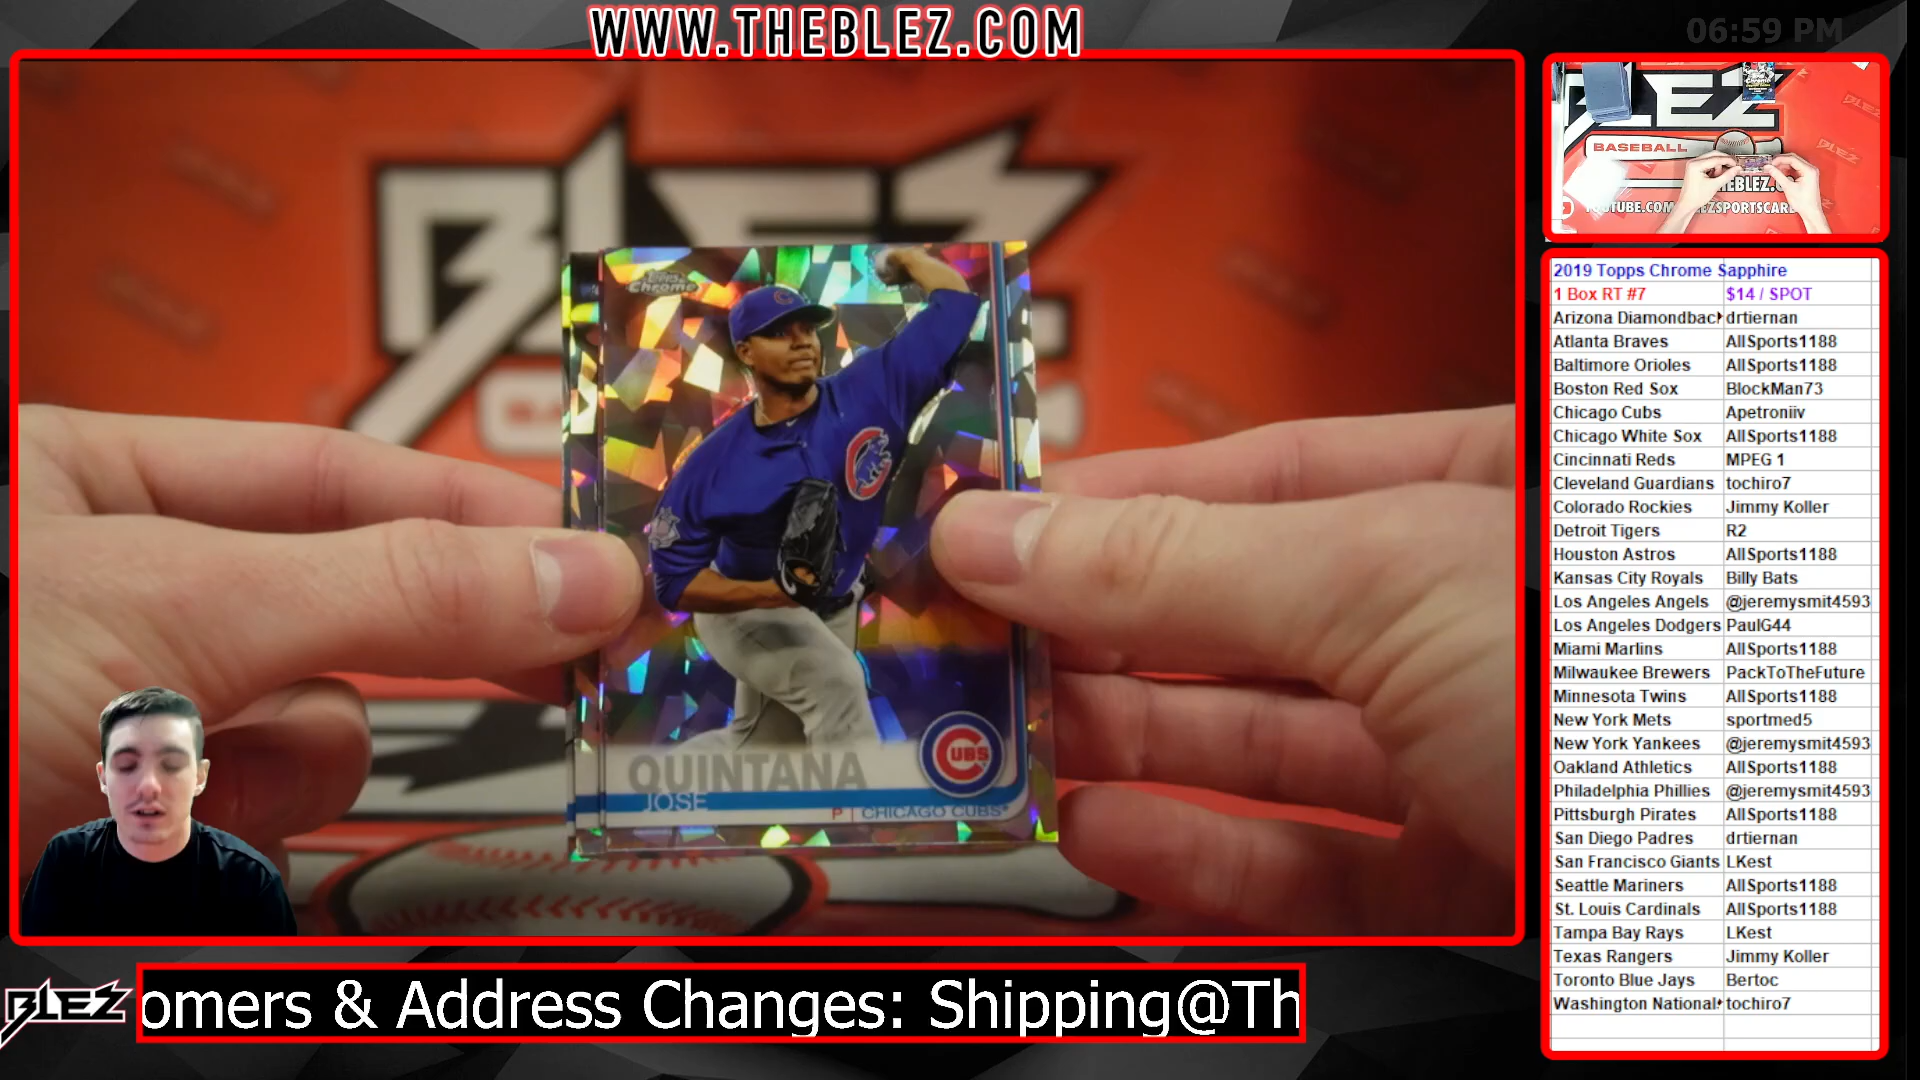 WWW.THEBLEZ.COM
06:59 PM
BLEZ
Topps
Chrome
CUBS
QUINTANA
JOSE
P | CHICAGO CUBS
BLEZ
BASEBALL
BLEZ
2019 Topps Chrome Sapphire
1 Box RT #7 $14 / SPOT
Arizona Diamondback drtiernan
Atlanta Braves AllSports1188
Baltimore Orioles AllSports1188
Boston Red Sox BlockMan73
Chicago Cubs Apetroniiv
Chicago White Sox AllSports1188
Cincinnati Reds MPEG 1
Cleveland Guardians tochiro7
Colorado Rockies Jimmy Koller
Detroit Tigers R2
Houston Astros AllSports1188
Kansas City Royals Billy Bats
Los Angeles Angels @jeremysmit4593
Los Angeles Dodgers PaulG44
Miami Marlins AllSports1188
Milwaukee Brewers PackToTheFuture
Minnesota Twins AllSports1188
New York Mets sportmed5
New York Yankees @jeremysmit4593
Oakland Athletics AllSports1188
Philadelphia Phillies @jeremysmit4593
Pittsburgh Pirates AllSports1188
San Diego Padres drtiernan
San Francisco Giants LKest
Seattle Mariners AllSports1188
St. Louis Cardinals AllSports1188
Tampa Bay Rays LKest
Texas Rangers Jimmy Koller
Toronto Blue Jays Bertoc
Washington National tochiro7
BLEZ
omers & Address Changes: Shipping@Th